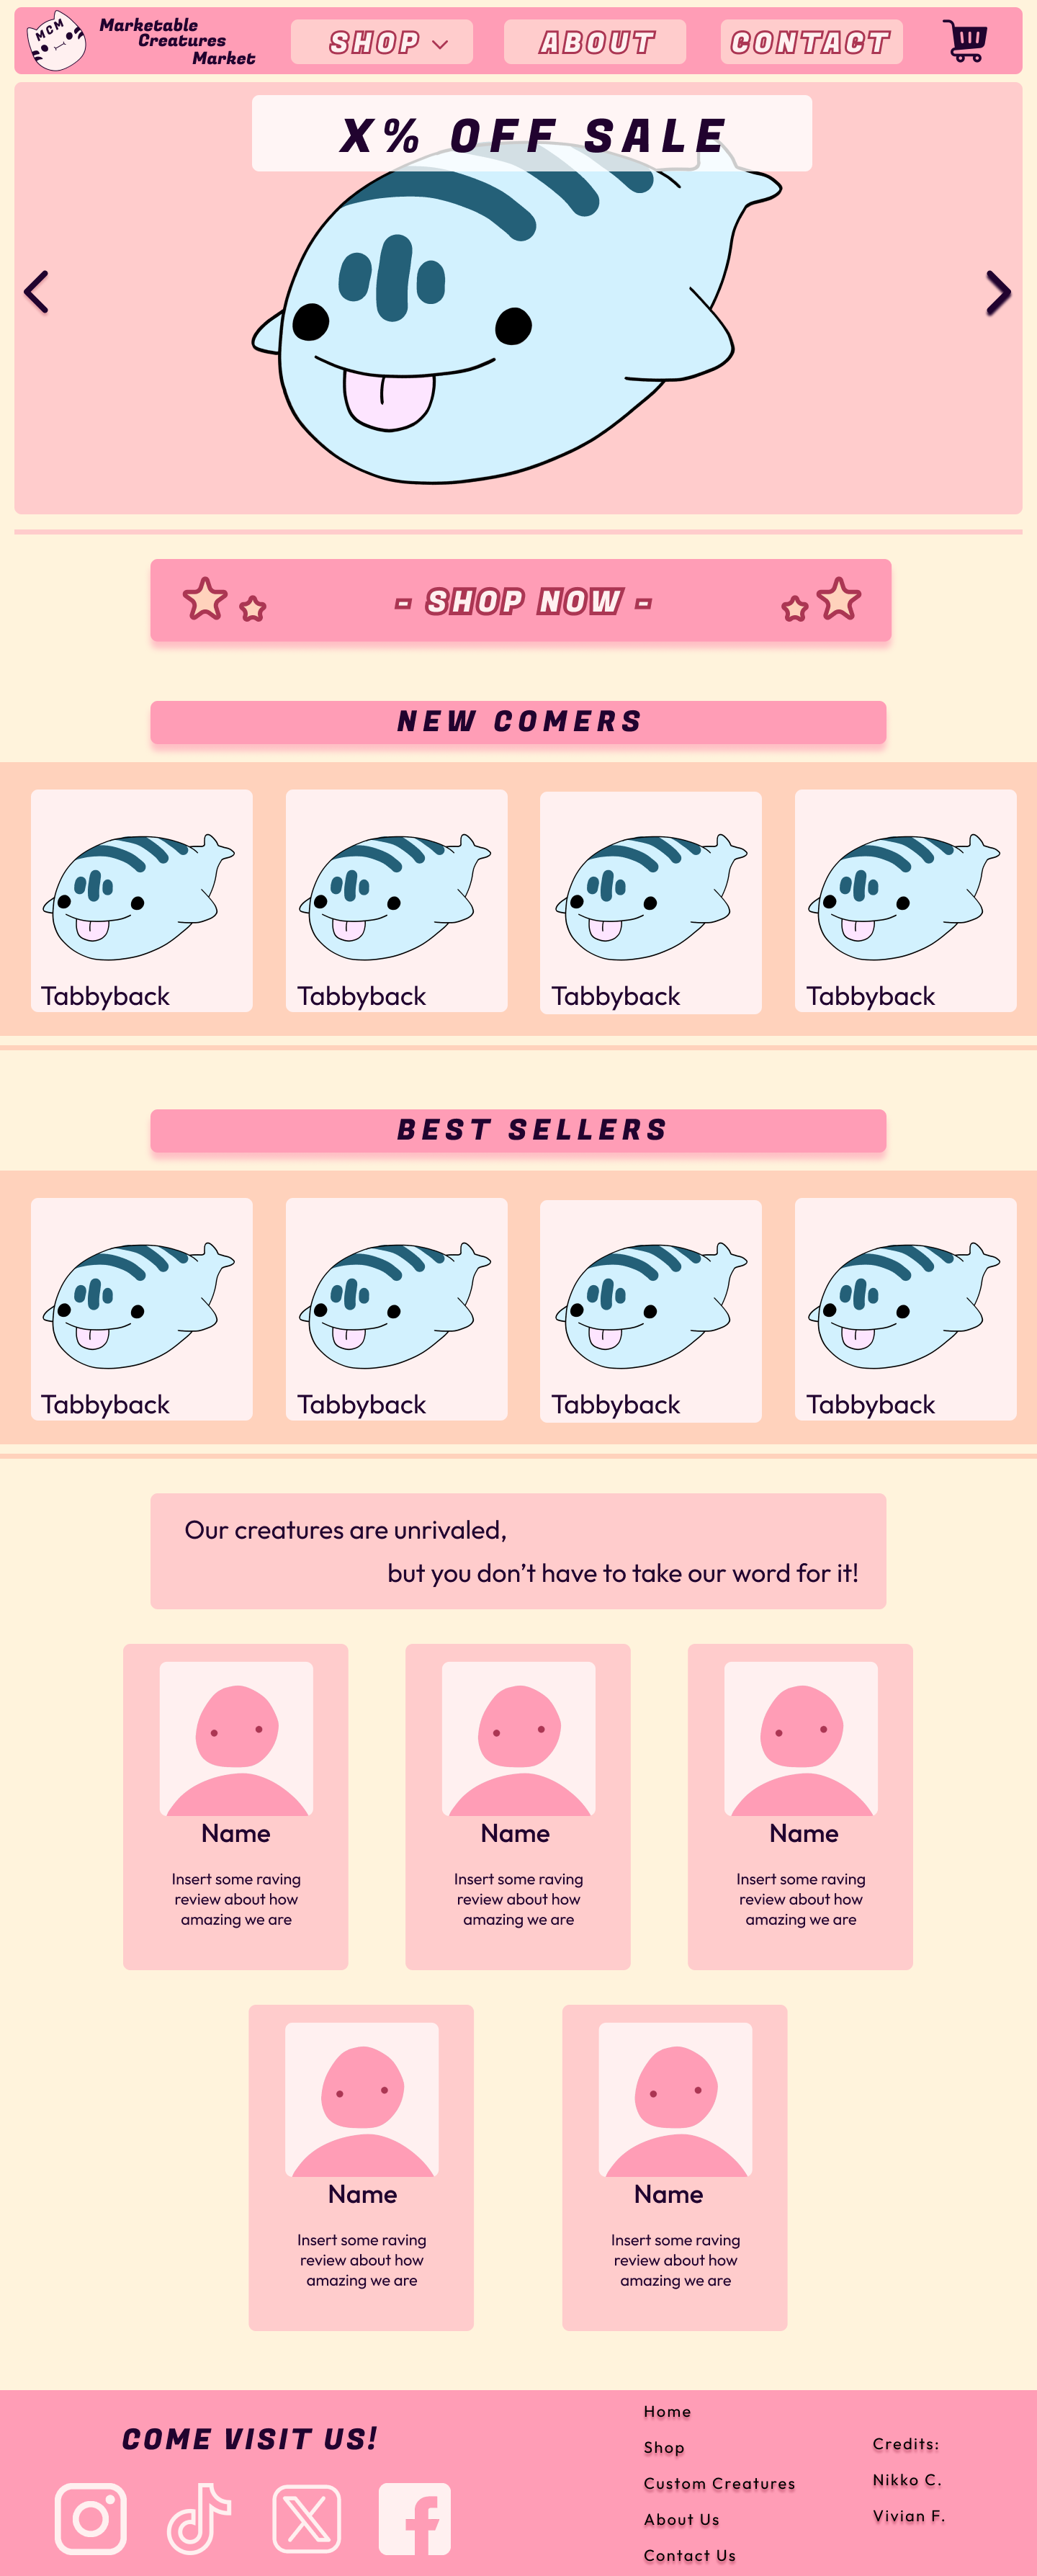 MCM
Marketable
Creatures
Market
SHOP
ABOUT
CONTACT
X% OFF SALE
- SHOP NOW -
NEW COMERS
Tabbyback
Tabbyback
Tabbyback
Tabbyback
BEST SELLERS
Tabbyback
Tabbyback
Tabbyback
Tabbyback
Our creatures are unrivaled,
but you don’t have to take our word for it!
Name
Insert some raving
review about how
amazing we are
Name
Insert some raving
review about how
amazing we are
Name
Insert some raving
review about how
amazing we are
Name
Insert some raving
review about how
amazing we are
Name
Insert some raving
review about how
amazing we are
COME VISIT US!
Home
Shop
Custom Creatures
About Us
Contact Us
Credits:
Nikko C.
Vivian F.